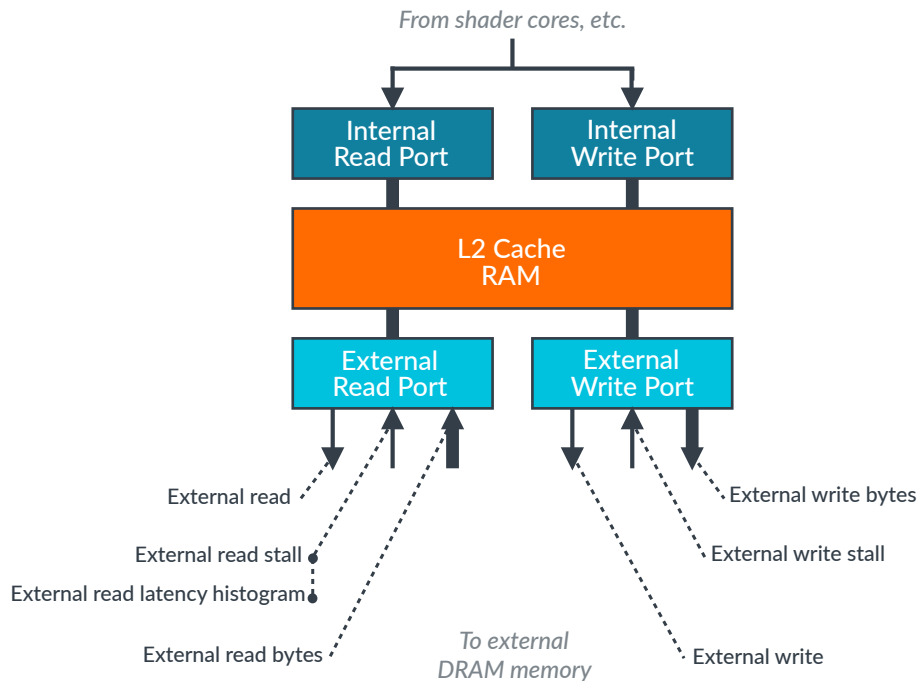 From shader cores, etc.
Internal
Read Port
Internal
Write Port
L2 Cache
RAM
External
Read Port
External
Write Port
External read
External write bytes
External read stall
External write stall
External read latency histogram
External read bytes
To external
DRAM memory
External write